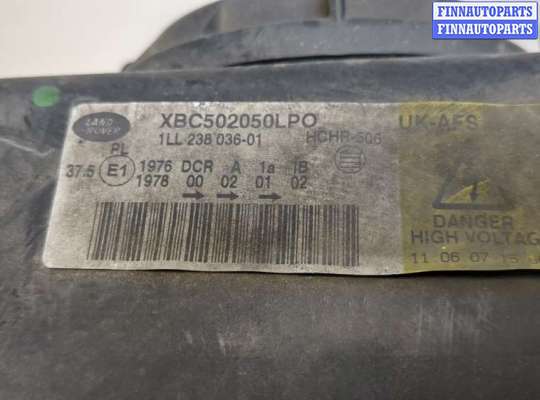 FINNAUTOPARTS
FINNAUTOPARTS
FINNAUTOPARTS
LAND ROVER
XBC502050LPO
UK-AFS
1LL 238 036-01
HCHR-506
PL
37.5 E1 1976 DCR A 1a IB
1978 00 02 01 02
DANGER
HIGH VOLTAG
11 06 07 15